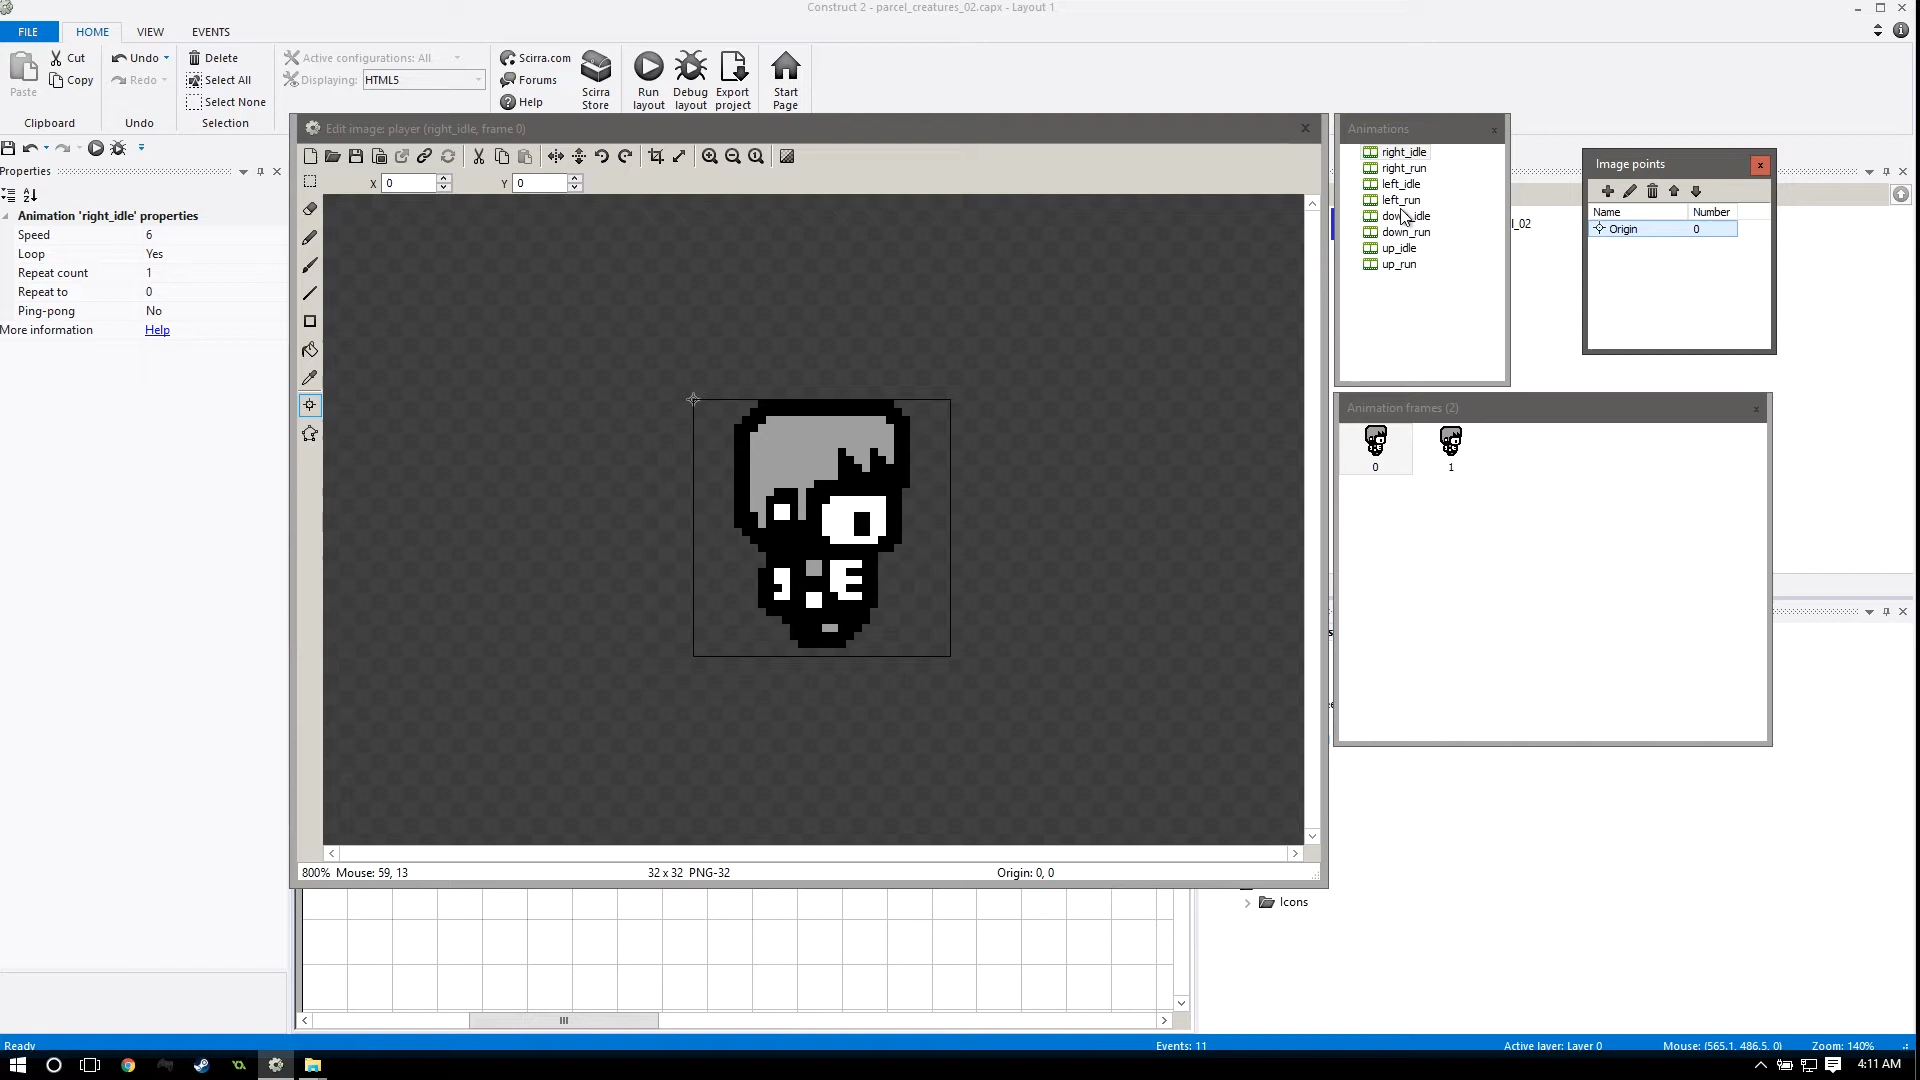 Construct 2 - parcel_creatures_02.capx - Layout 1
FILE HOME VIEW EVENTS
Paste Cut Copy
Clipboard
Undo
Redo
Undo
Delete
Select All
Select None
Selection
Active configurations: All
Displaying: HTML5
Scirra.com
Forums
Help
Scirra Store
Run layout
Debug layout
Export project
Start Page
Properties
Animation 'right_idle' properties
Speed 6
Loop Yes
Repeat count 1
Repeat to 0
Ping-pong No
More information Help
Edit image: player (right_idle, frame 0)
X 0 Y 0
800% Mouse: 59, 13 32 x 32 PNG-32 Origin: 0, 0
Animations
right_idle
right_run
left_idle
left_run
down_idle
down_run
up_idle
up_run
Image points
Name Number
Origin 0
l_02
Animation frames (2)
0 1
Icons
Ready Events: 11 Active layer: Layer 0 Mouse: (565.1, 486.5, 0) Zoom: 140%
4:11 AM